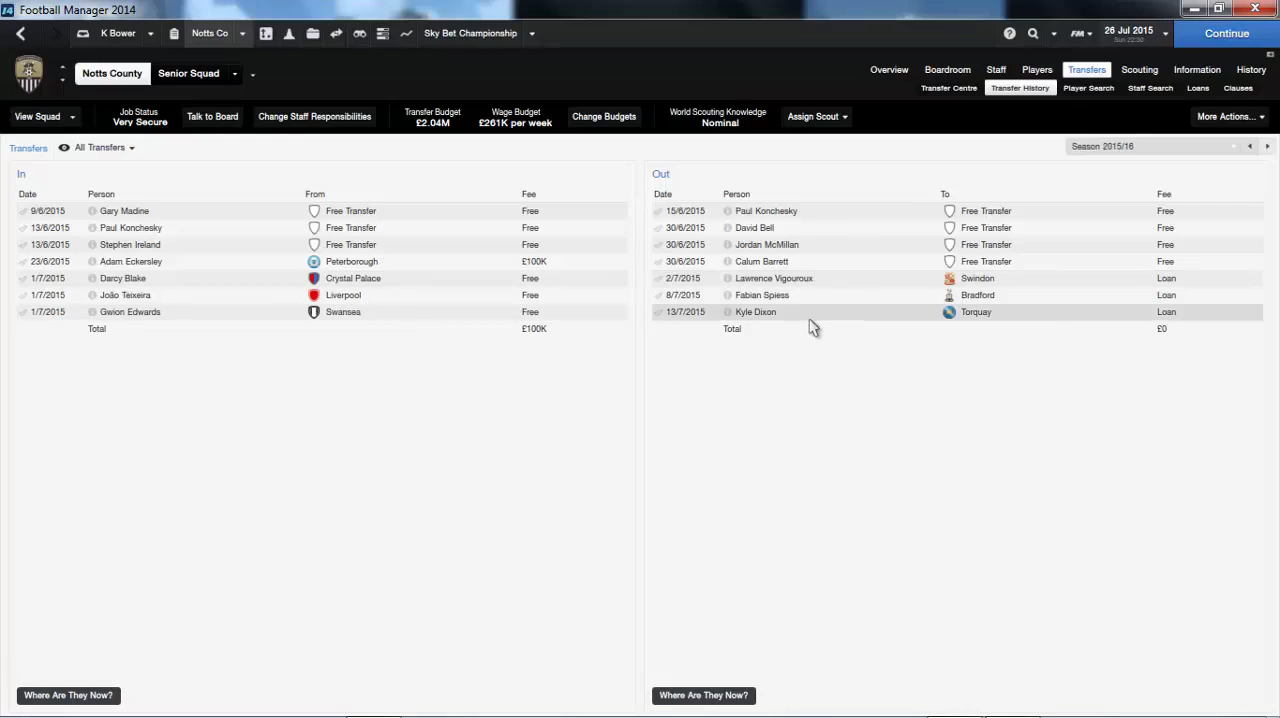 14 Football Manager 2014
K Bower Notts Co Sky Bet Championship FM 26 Jul 2015 Sun 22:30 Continue
Notts County Senior Squad Overview Boardroom Staff Players Transfers Scouting Information History
Transfer Centre Transfer History Player Search Staff Search Loans Clauses
View Squad Job Status Very Secure Talk to Board Change Staff Responsibilities Transfer Budget £2.04M Wage Budget £261K per week Change Budgets World Scouting Knowledge Nominal Assign Scout More Actions...
Transfers All Transfers Season 2015/16
In Out
Date Person From Fee Date Person To Fee
9/6/2015 Gary Madine Free Transfer Free 15/6/2015 Paul Konchesky Free Transfer Free
13/6/2015 Paul Konchesky Free Transfer Free 30/6/2015 David Bell Free Transfer Free
13/6/2015 Stephen Ireland Free Transfer Free 30/6/2015 Jordan McMillan Free Transfer Free
23/6/2015 Adam Eckersley Peterborough £100K 30/6/2015 Calum Barrett Free Transfer Free
1/7/2015 Darcy Blake Crystal Palace Free 2/7/2015 Lawrence Vigouroux Swindon Loan
1/7/2015 João Teixeira Liverpool Free 8/7/2015 Fabian Spiess Bradford Loan
1/7/2015 Gwion Edwards Swansea Free 13/7/2015 Kyle Dixon Torquay Loan
Total £100K Total £0
Where Are They Now? Where Are They Now?